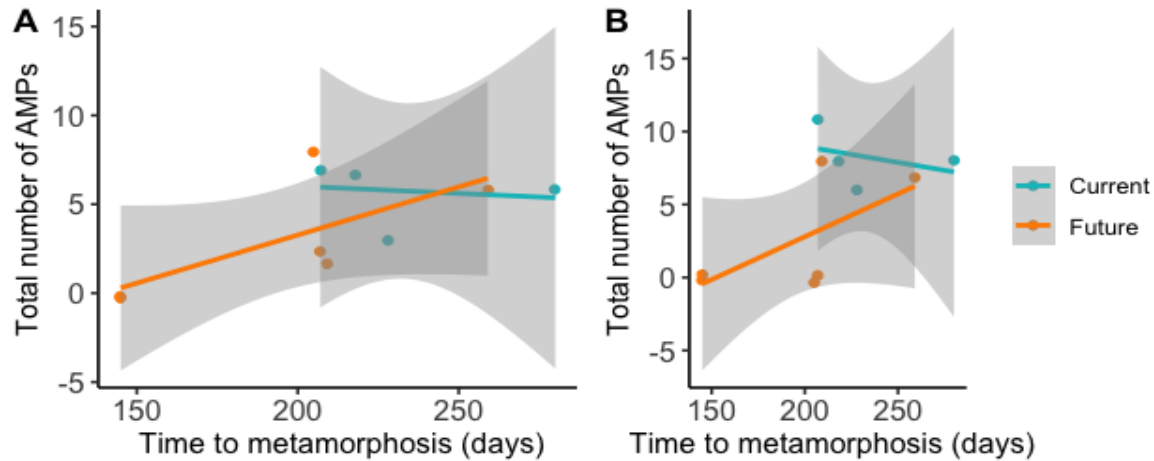 A
Total number of AMPs
15
10
5
0
-5
150
200
250
Time to metamorphosis (days)
B
Total number of AMPs
15
10
5
0
-5
150
200
250
Time to metamorphosis (days)
Current
Future